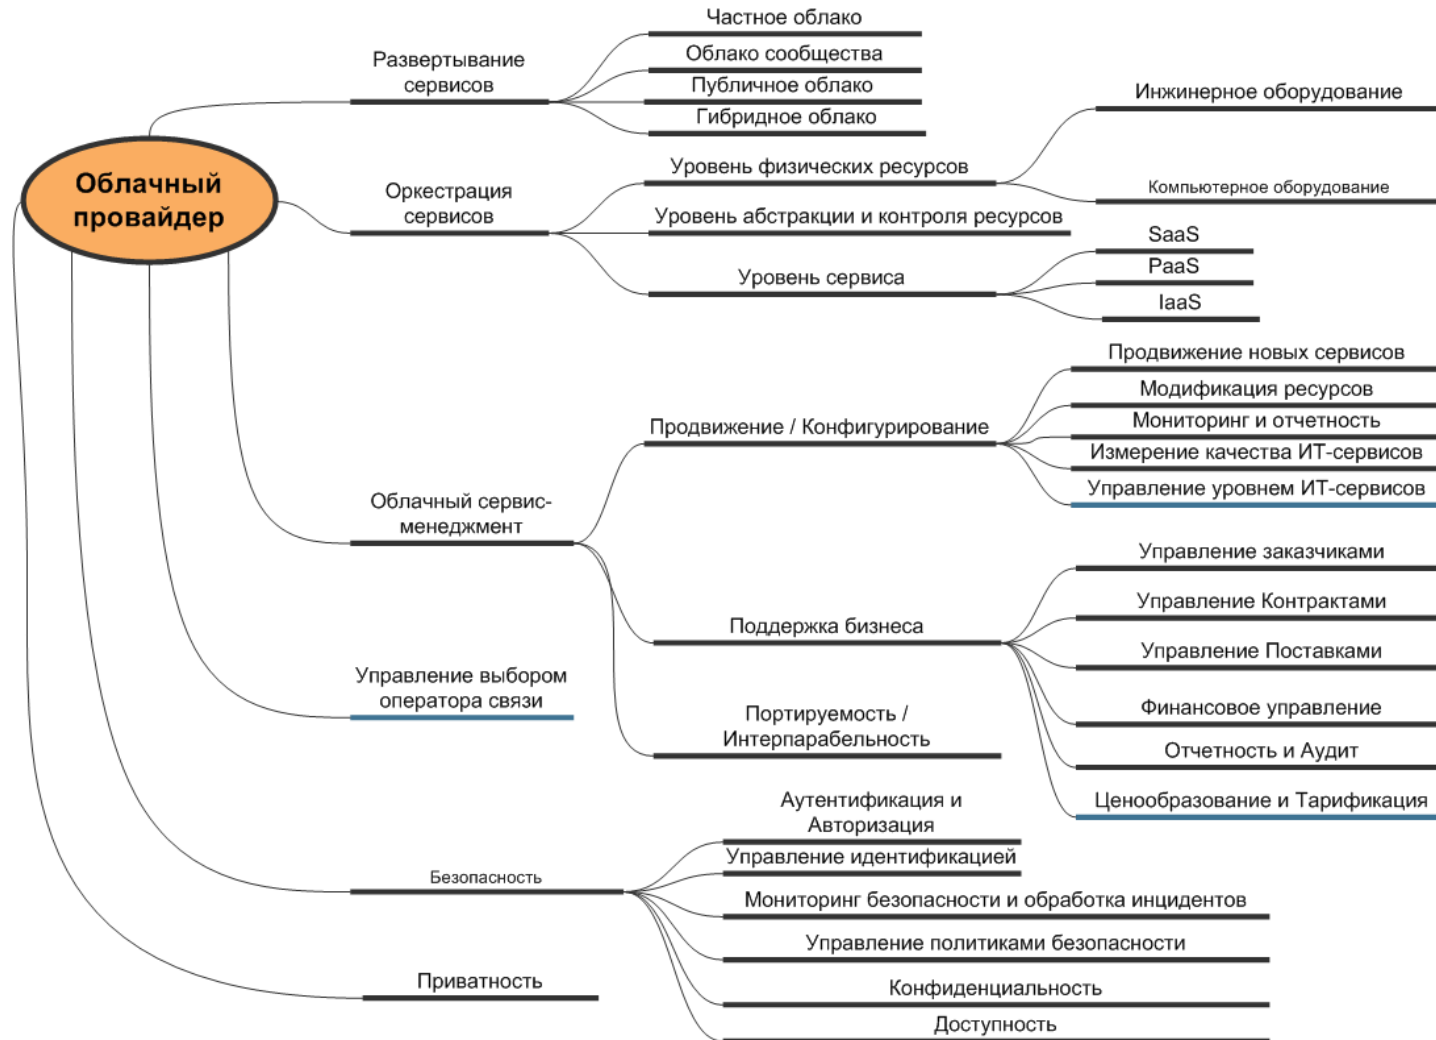 Облачный
провайдер
Развертывание
сервисов
Частное облако
Облако сообщества
Публичное облако
Гибридное облако
Оркестрация
сервисов
Уровень физических ресурсов
Инжинерное оборудование
Компьютерное оборудование
Уровень абстракции и контроля ресурсов
Уровень сервиса
SaaS
PaaS
IaaS
Облачный сервис-
менеджмент
Продвижение / Конфигурирование
Продвижение новых сервисов
Модификация ресурсов
Мониторинг и отчетность
Измерение качества ИТ-сервисов
Управление уровнем ИТ-сервисов
Поддержка бизнеса
Управление заказчиками
Управление Контрактами
Управление Поставками
Финансовое управление
Отчетность и Аудит
Ценообразование и Тарификация
Портируемость /
Интерпарабельность
Управление выбором
оператора связи
Безопасность
Аутентификация и
Авторизация
Управление идентификацией
Мониторинг безопасности и обработка инцидентов
Управление политиками безопасности
Конфиденциальность
Доступность
Приватность